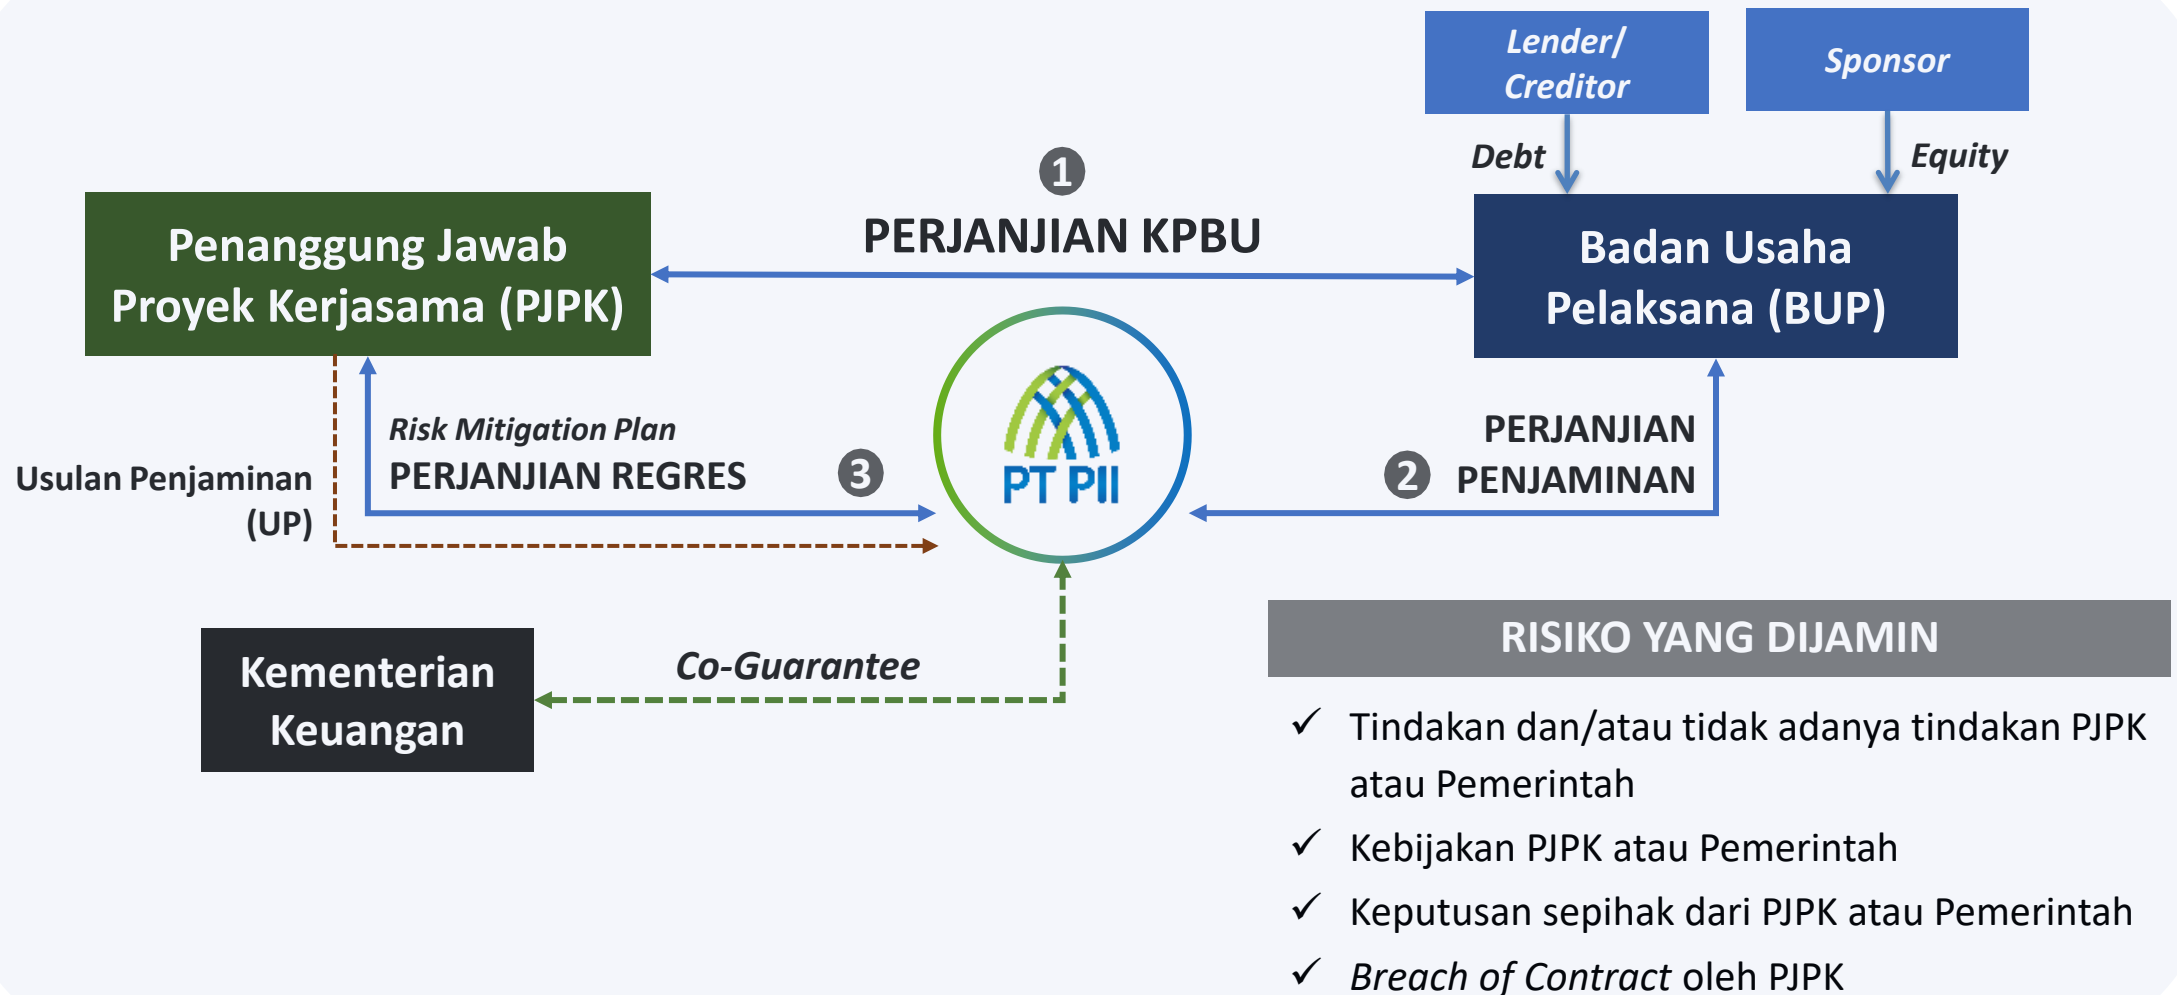 Lender/
Creditor
Sponsor
Debt
Equity
1
PERJANJIAN KPBU
Penanggung Jawab
Proyek Kerjasama (PJPK)
Badan Usaha
Pelaksana (BUP)
Risk Mitigation Plan
PERJANJIAN REGRES
3
PT PII
2
PERJANJIAN
PENJAMINAN
Usulan Penjaminan
(UP)
Kementerian
Keuangan
Co-Guarantee
RISIKO YANG DIJAMIN
✓ Tindakan dan/atau tidak adanya tindakan PJPK
atau Pemerintah
✓ Kebijakan PJPK atau Pemerintah
✓ Keputusan sepihak dari PJPK atau Pemerintah
✓ Breach of Contract oleh PJPK